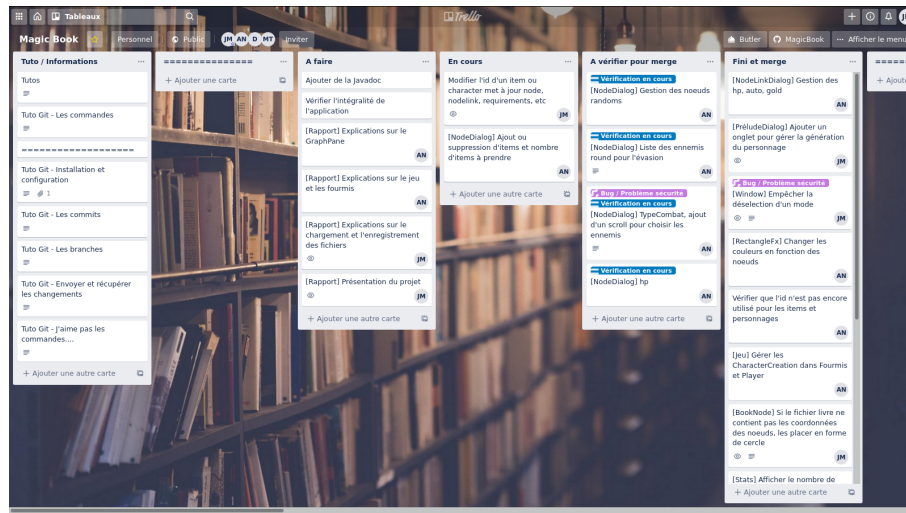 Tableaux
Trello
Magic Book
Personnel
Public
JM AN D MT
Inviter
Butler
MagicBook
Afficher le menu
Tuto / Informations
Tutos
Tuto Git - Les commandes
===================
Tuto Git - Installation et
configuration
1
Tuto Git - Les commits
Tuto Git - Les branches
Tuto Git - Envoyer et récupérer
les changements
Tuto Git - J'aime pas les
commandes....
+ Ajouter une autre carte
===============
+ Ajouter une carte
A faire
Ajouter de la Javadoc
Vérifier l'intégralité de
l'application
[Rapport] Explications sur le
GraphPane
AN
[Rapport] Explications sur le jeu
et les fourmis
AN
[Rapport] Explications sur le
chargement et l'enregistrement
des fichiers
JM
[Rapport] Présentation du projet
JM
+ Ajouter une autre carte
En cours
Modifier l'id d'un item ou
character met à jour node,
nodelink, requirements, etc
JM
[NodeDialog] Ajout ou
suppression d'items et nombre
d'items à prendre
AN
+ Ajouter une autre carte
A vérifier pour merge
Vérification en cours
[NodeDialog] Gestion des noeuds
randoms
AN
Vérification en cours
[NodeDialog] Liste des ennemis
round pour l'évasion
AN
Bug / Problème sécurité
Vérification en cours
[NodeDialog] TypeCombat, ajout
d'un scroll pour choisir les
ennemis
AN
Vérification en cours
[NodeDialog] hp
AN
+ Ajouter une autre carte
Fini et merge
[NodeLinkDialog] Gestion des
hp, auto, gold
AN
[PréludeDialog] Ajouter un
onglet pour gérer la génération
du personnage
JM
Bug / Problème sécurité
[Window] Empêcher la
déselection d'un mode
JM
[RectangleFx] Changer les
couleurs en fonction des
noeuds
AN
Vérifier que l'id n'est pas encore
utilisé pour les items et
personnages
AN
[Jeu] Gérer les
CharacterCreation dans Fourmis
et Player
AN
[BookNode] Si le fichier livre ne
contient pas les coordonnées
des noeuds, les placer en forme
de cercle
JM
[Stats] Afficher le nombre de
+ Ajouter une autre carte